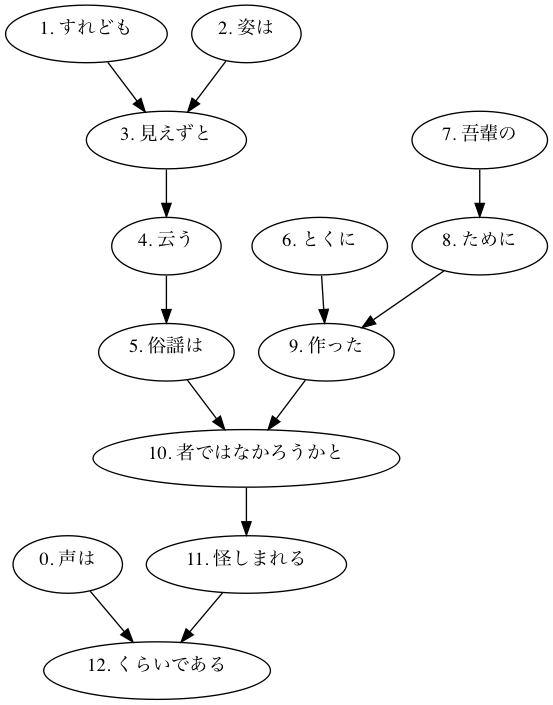 1. すれども
2. 姿は
3. 見えずと
7. 吾輩の
4. 云う
6. とくに
8. ために
5. 俗謡は
9. 作った
10. 者ではなかろうかと
0. 声は
11. 怪しまれる
12. くらいである